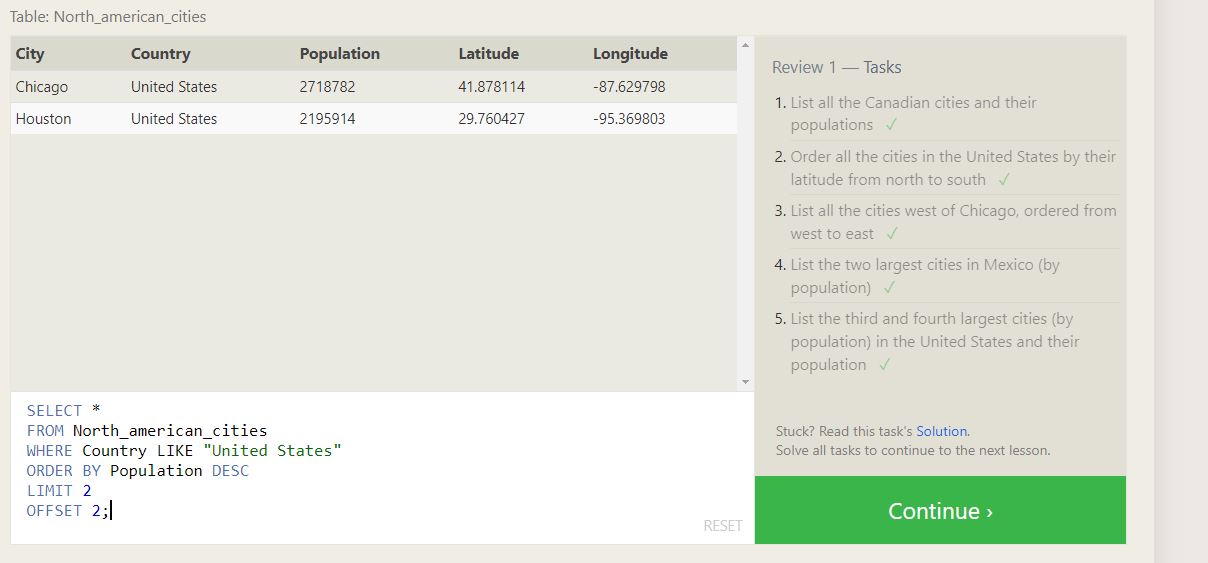 Table: North_american_cities
City Country Population Latitude Longitude
Chicago United States 2718782 41.878114 -87.629798
Houston United States 2195914 29.760427 -95.369803
SELECT *
FROM North_american_cities
WHERE Country LIKE "United States"
ORDER BY Population DESC
LIMIT 2
OFFSET 2;
RESET
Review 1 — Tasks
1. List all the Canadian cities and their
populations ✓
2. Order all the cities in the United States by their
latitude from north to south ✓
3. List all the cities west of Chicago, ordered from
west to east ✓
4. List the two largest cities in Mexico (by
population) ✓
5. List the third and fourth largest cities (by
population) in the United States and their
population ✓
Stuck? Read this task's Solution.
Solve all tasks to continue to the next lesson.
Continue ›